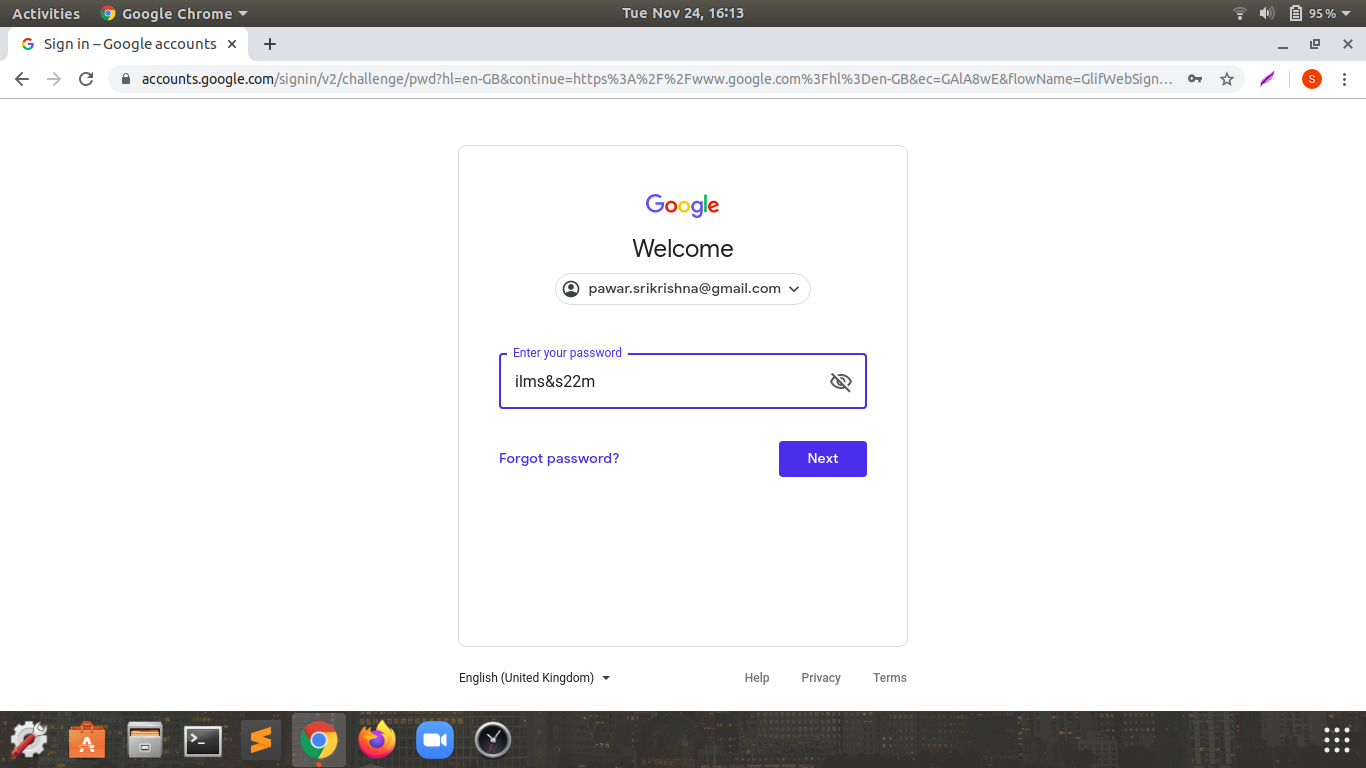 Activities Google Chrome Tue Nov 24, 16:13 95%
Sign in – Google accounts
accounts.google.com/signin/v2/challenge/pwd?hl=en-GB&continue=https%3A%2F%2Fwww.google.com%3Fhl%3Den-GB&ec=GAlA8wE&flowName=GlifWebSign… S
Google
Welcome
pawar.srikrishna@gmail.com
Enter your password
ilms&s22m
Forgot password? Next
English (United Kingdom) Help Privacy Terms